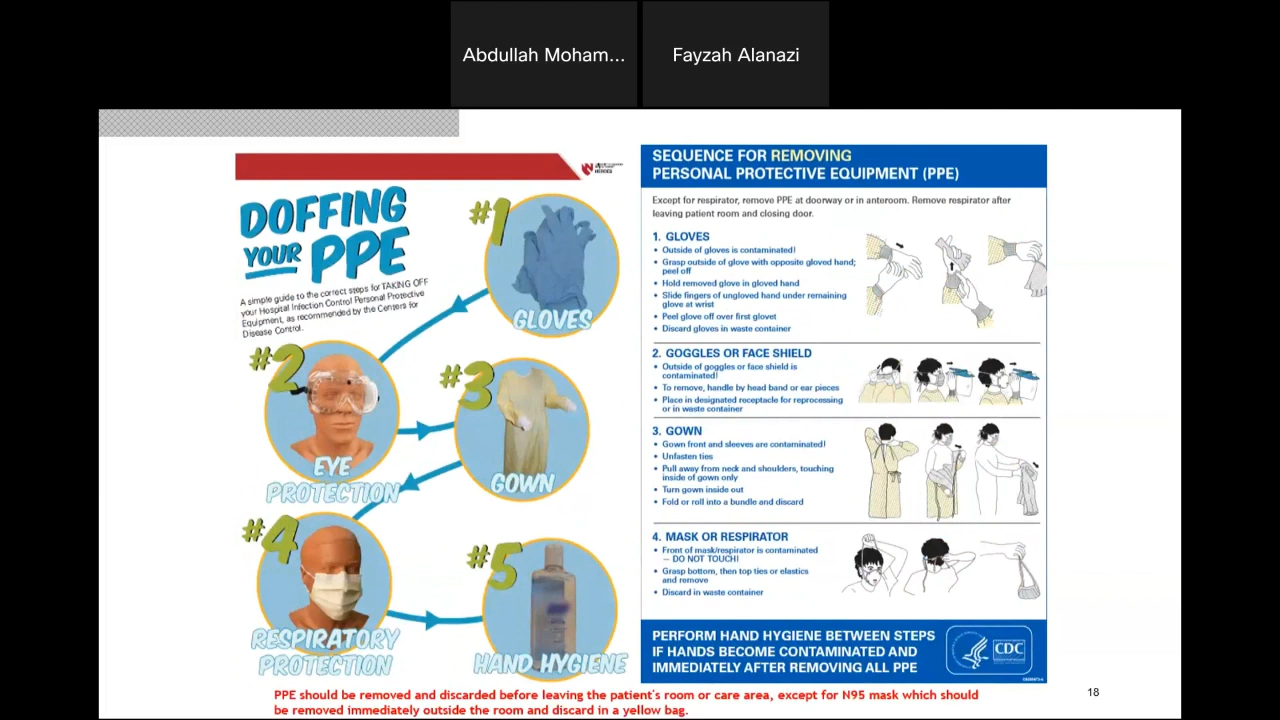 Abdullah Moham...
Fayzah Alanazi
DOFFING
YOUR PPE
A simple guide to the correct steps for TAKING OFF
your Hospital Infection Control Personal Protective
Equipment, as recommended by the Centers for
Disease Control.
#1
GLOVES
#2
EYE
PROTECTION
#3
GOWN
#4
RESPIRATORY
PROTECTION
#5
HAND HYGIENE
SEQUENCE FOR REMOVING
PERSONAL PROTECTIVE EQUIPMENT (PPE)
Except for respirator, remove PPE at doorway or in anteroom. Remove respirator after
leaving patient room and closing door.
1. GLOVES
• Outside of gloves is contaminated!
• Grasp outside of glove with opposite gloved hand;
peel off
• Hold removed glove in gloved hand
• Slide fingers of ungloved hand under remaining
glove at wrist
• Peel glove off over first glovet
• Discard gloves in waste container
2. GOGGLES OR FACE SHIELD
• Outside of goggles or face shield is
contaminated!
• To remove, handle by head band or ear pieces
• Place in designated receptacle for reprocessing
or in waste container
3. GOWN
• Gown front and sleeves are contaminated!
• Unfasten ties
• Pull away from neck and shoulders, touching
inside of gown only
• Turn gown inside out
• Fold or roll into a bundle and discard
4. MASK OR RESPIRATOR
• Front of mask/respirator is contaminated
— DO NOT TOUCH!
• Grasp bottom, then top ties or elastics
and remove
• Discard in waste container
PERFORM HAND HYGIENE BETWEEN STEPS
IF HANDS BECOME CONTAMINATED AND
IMMEDIATELY AFTER REMOVING ALL PPE
CDC
PPE should be removed and discarded before leaving the patient's room or care area, except for N95 mask which should
be removed immediately outside the room and discard in a yellow bag.
18